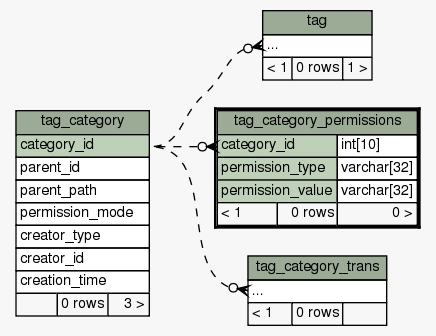 tag
...
< 1 0 rows 1 >
tag_category
category_id
parent_id
parent_path
permission_mode
creator_type
creator_id
creation_time
0 rows 3 >
tag_category_permissions
category_id int[10]
permission_type varchar[32]
permission_value varchar[32]
< 1 0 rows 0 >
tag_category_trans
...
< 1 0 rows